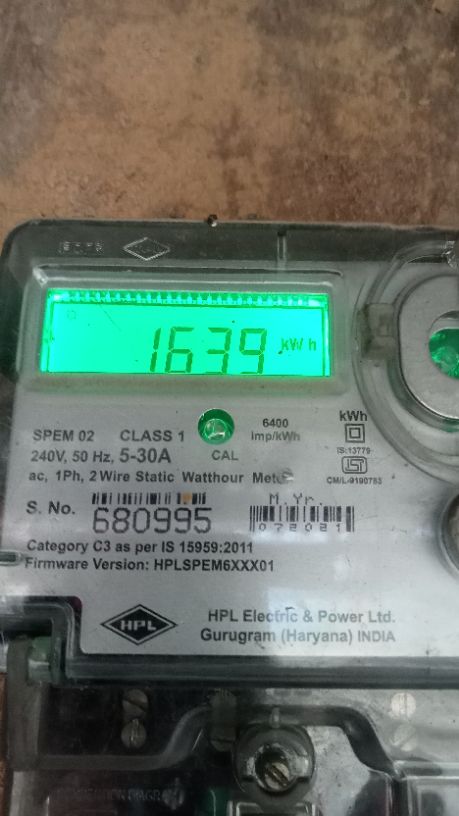 1639 kWh
SPEM 02 CLASS 1
240V, 50 Hz, 5-30A
CAL
6400
imp/kWh
kWh
IS:13779
CM/L-9190783
ac, 1Ph, 2 Wire Static Watthour Meter
S. No. 680995
M.Yr.
072021
Category C3 as per IS 15959:2011
Firmware Version: HPLSPEM6XXX01
HPL
HPL Electric & Power Ltd.
Gurugram (Haryana) INDIA